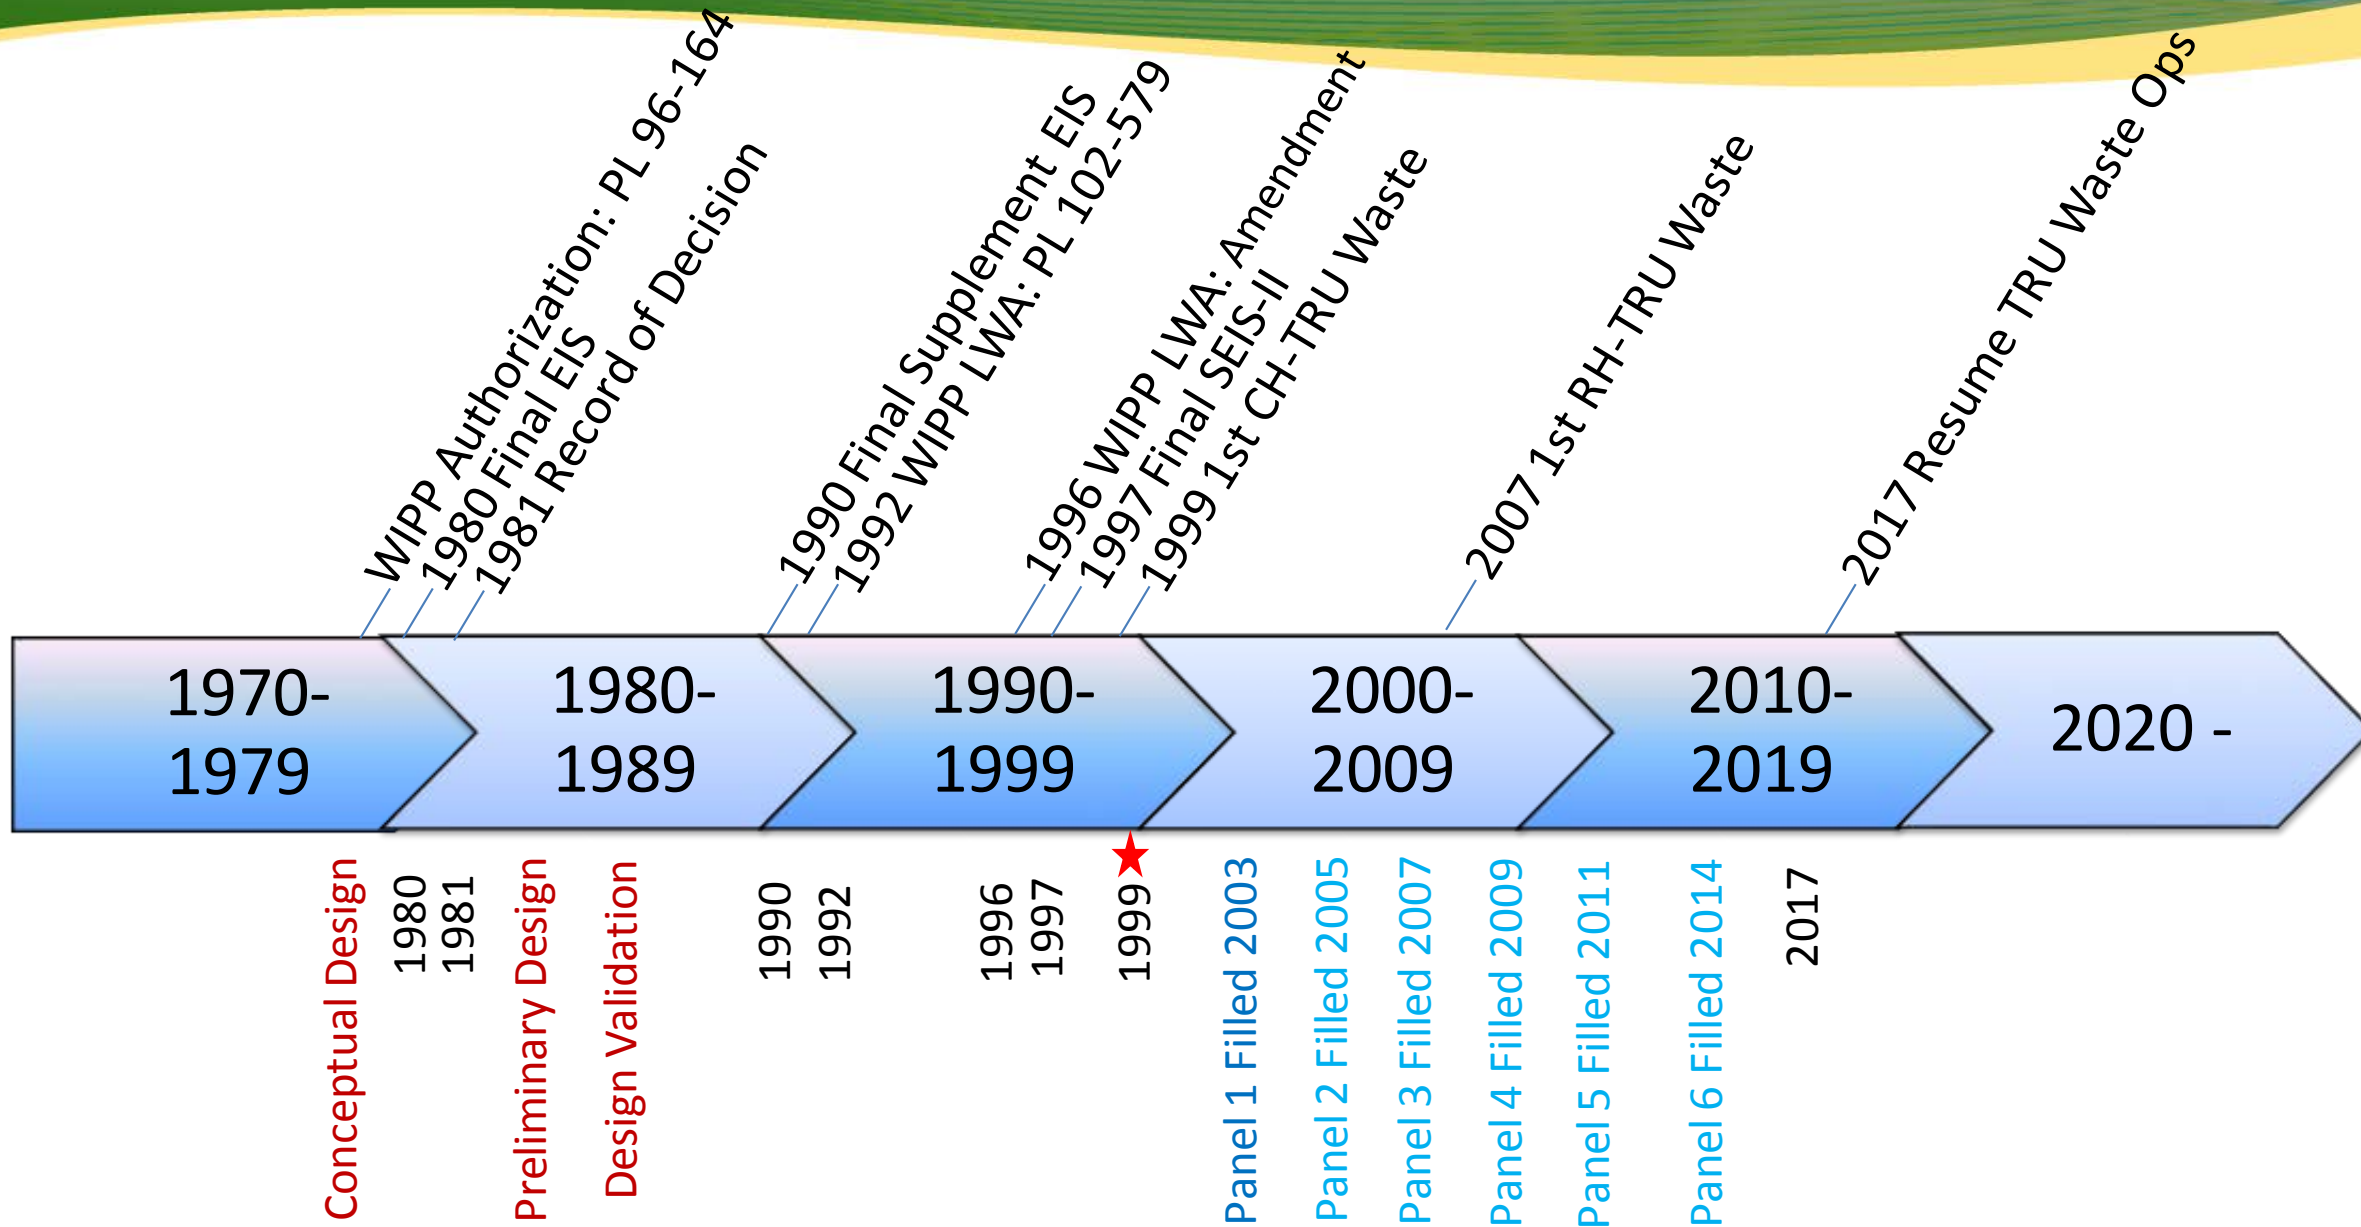 WIPP Authorization: PL 96-164
1980 Final EIS
1981 Record of Decision
1990 Final Supplement EIS
1992 WIPP LWA: PL 102-579
1996 WIPP LWA: Amendment
1997 Final SEIS-II
1999 1st CH-TRU Waste
2007 1st RH-TRU Waste
2017 Resume TRU Waste Ops
1970-
1979
1980-
1989
1990-
1999
2000-
2009
2010-
2019
2020 -
Conceptual Design
1980
1981
Preliminary Design
Design Validation
1990
1992
1996
1997
1999
Panel 1 Filled 2003
Panel 2 Filled 2005
Panel 3 Filled 2007
Panel 4 Filled 2009
Panel 5 Filled 2011
Panel 6 Filled 2014
2017